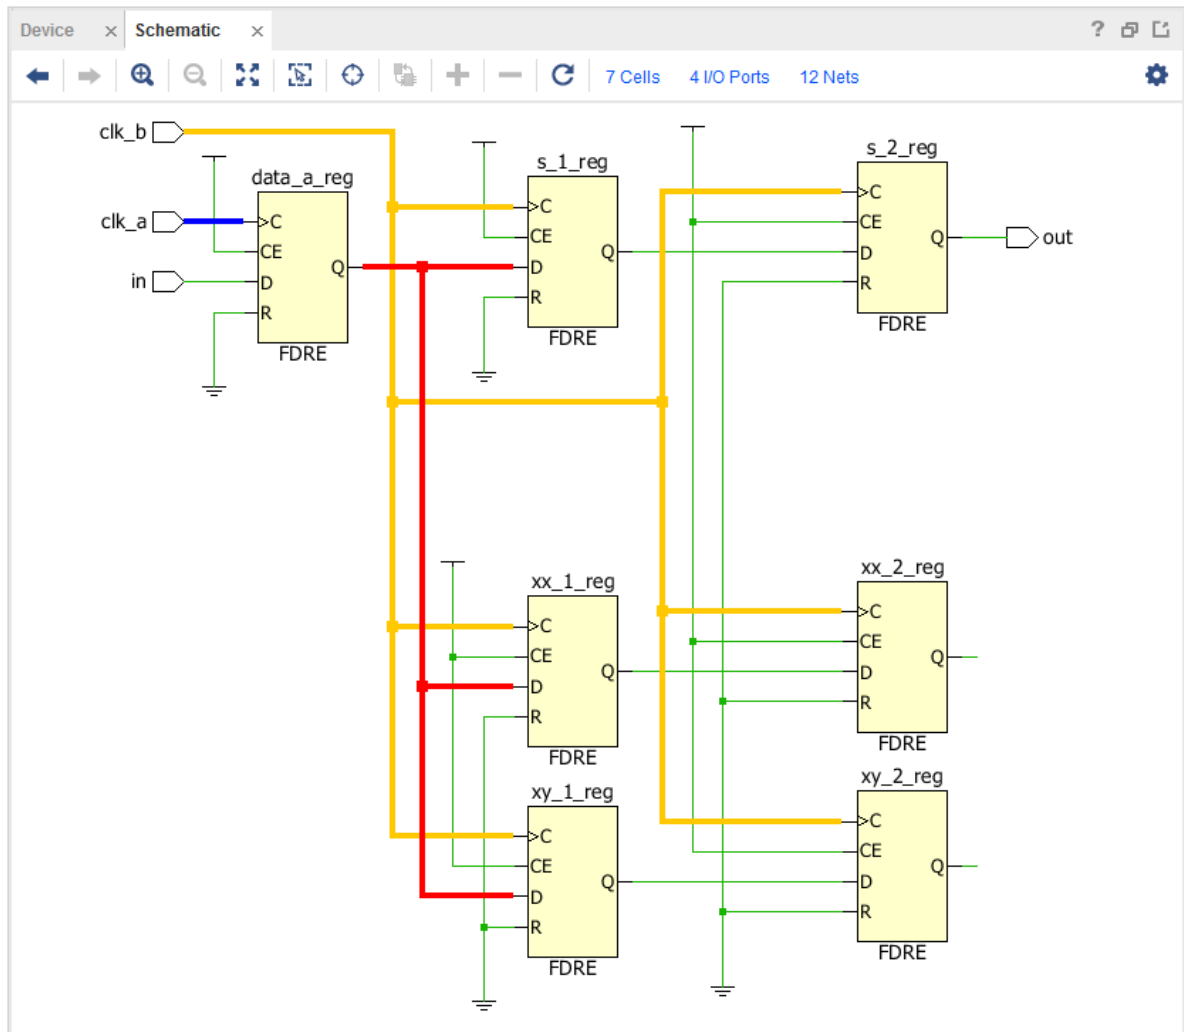 Device × Schematic × ?
7 Cells 4 I/O Ports 12 Nets
clk_b
data_a_reg
clk_a
C
CE
in
D
R
Q
FDRE
s_1_reg
C
CE
D
R
Q
FDRE
s_2_reg
C
CE
D
R
Q
FDRE
out
xx_1_reg
C
CE
D
R
Q
FDRE
xx_2_reg
C
CE
D
R
Q
FDRE
xy_1_reg
C
CE
D
R
Q
FDRE
xy_2_reg
C
CE
D
R
Q
FDRE